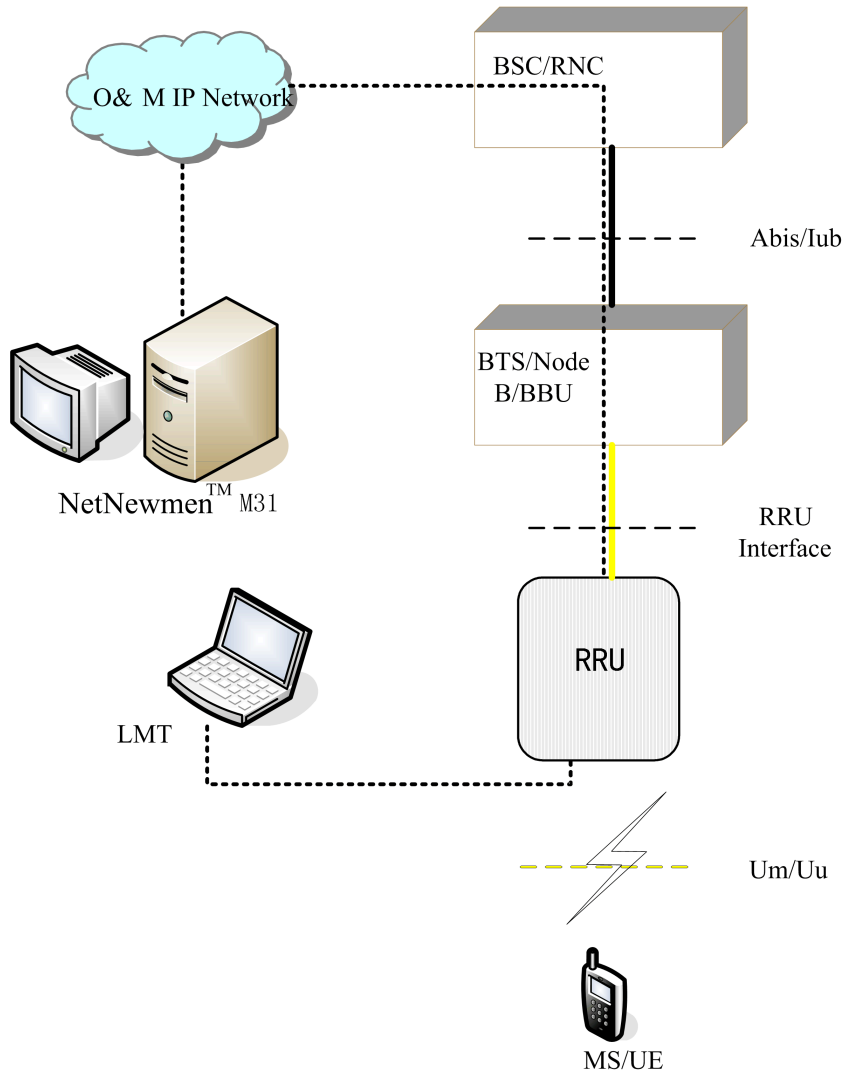 BSC/RNC
O& M IP Network
Abis/Iub
BTS/Node
B/BBU
NetNewmen™ M31
RRU
Interface
RRU
LMT
Um/Uu
MS/UE